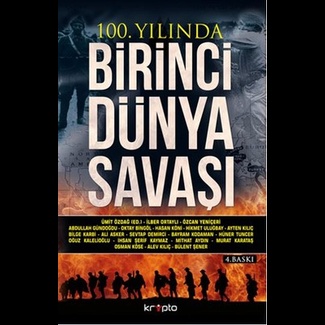 100. YILINDA
BİRİNCİ
DÜNYA
SAVAŞI
ÜMİT ÖZDAĞ (ED.) - İLBER ORTAYLI - ÖZCAN YENİÇERİ
ABDULLAH GÜNDOĞDU - OKTAY BİNGÖL - HASAN KÖNİ - HİKMET ULUĞBAY - AYTEN KILIÇ
BİLGE KARBİ - ALİ ASKER - SEVTAP DEMİRCİ - BAYRAM KODAMAN - HÜNER TUNCER
OĞUZ KALELİOĞLU - İHSAN ŞERİF KAYMAZ - MİTHAT AYDIN - MURAT KARATAŞ
OSMAN KÖSE - ALEV KILIÇ - BÜLENT ŞENER
4. BASKI
kripto